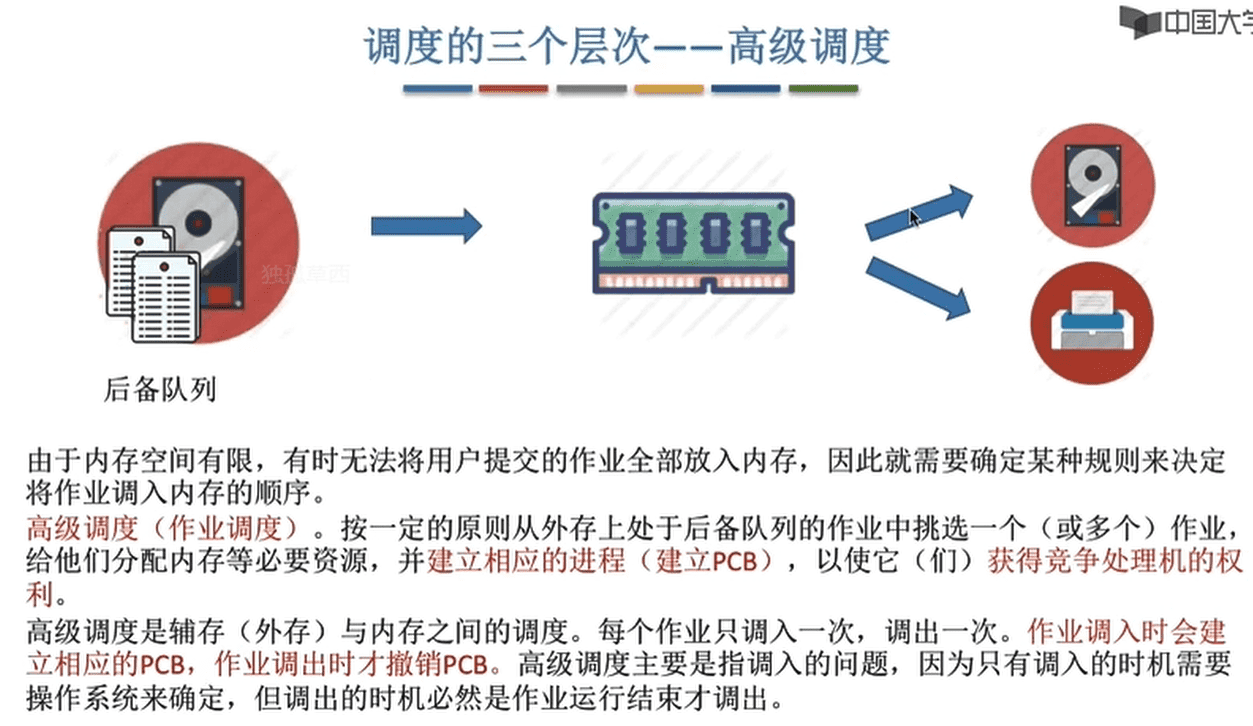 调度的三个层次——高级调度
中国大学
后备队列
由于内存空间有限，有时无法将用户提交的作业全部放入内存，因此就需要确定某种规则来决定
将作业调入内存的顺序。
高级调度（作业调度）。按一定的原则从外存上处于后备队列的作业中挑选一个（或多个）作业，
给他们分配内存等必要资源，并建立相应的进程（建立PCB），以使它（们）获得竞争处理机的权
利。
高级调度是辅存（外存）与内存之间的调度。每个作业只调入一次，调出一次。作业调入时会建
立相应的PCB，作业调出时才撤销PCB。高级调度主要是指调入的问题，因为只有调入的时机需要
操作系统来确定，但调出的时机必然是作业运行结束才调出。